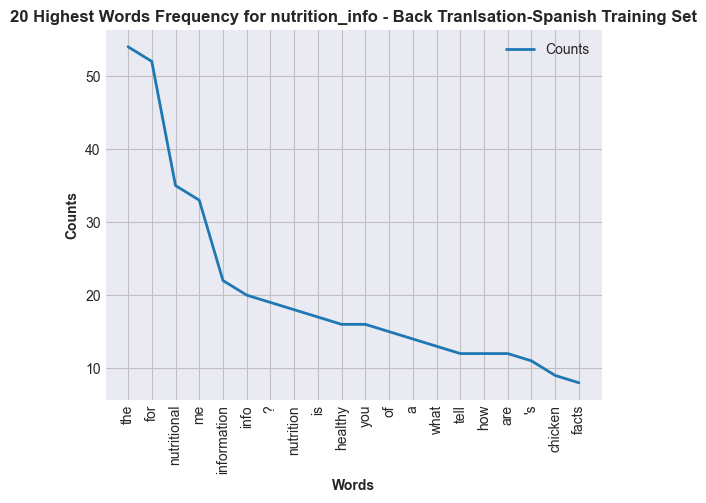 20 Highest Words Frequency for nutrition_info - Back Tranlsation-Spanish Training Set
Counts
50
40
30
20
10
Counts
the
for
nutritional
me
information
info
?
nutrition
is
healthy
you
of
a
what
tell
how
are
's
chicken
facts
Words